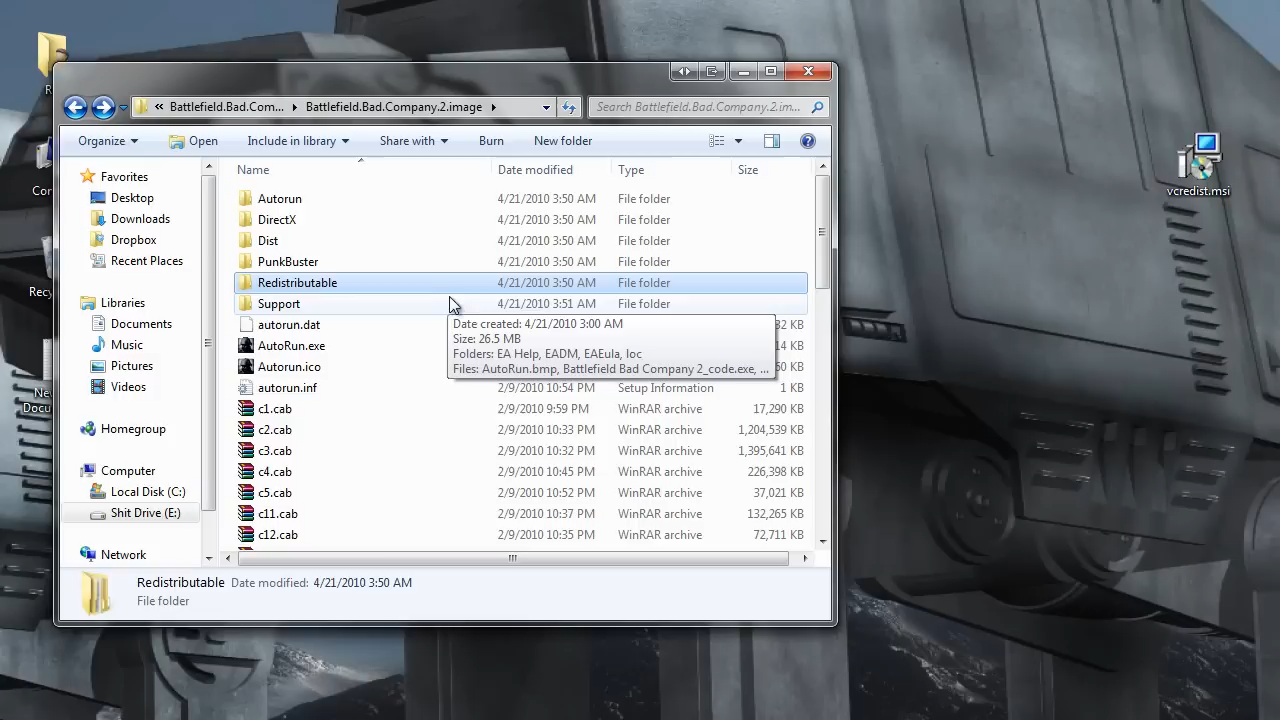 R
Battlefield.Bad.Com... Battlefield.Bad.Company.2.image Search Battlefield.Bad.Company.2.im...
Organize Open Include in library Share with Burn New folder
Name Date modified Type Size
Favorites
Desktop
Downloads
Dropbox
Recent Places
Libraries
Documents
Music
Pictures
Videos
Homegroup
Computer
Local Disk (C:)
Shit Drive (E:)
Network
Autorun 4/21/2010 3:50 AM File folder
DirectX 4/21/2010 3:50 AM File folder
Dist 4/21/2010 3:50 AM File folder
PunkBuster 4/21/2010 3:50 AM File folder
Redistributable 4/21/2010 3:50 AM File folder
Support 4/21/2010 3:51 AM File folder
autorun.dat 32 KB
AutoRun.exe 14 KB
Autorun.ico 60 KB
autorun.inf 2/9/2010 10:54 PM Setup Information 1 KB
c1.cab 2/9/2010 9:59 PM WinRAR archive 17,290 KB
c2.cab 2/9/2010 10:33 PM WinRAR archive 1,204,539 KB
c3.cab 2/9/2010 10:32 PM WinRAR archive 1,395,641 KB
c4.cab 2/9/2010 10:45 PM WinRAR archive 226,398 KB
c5.cab 2/9/2010 10:52 PM WinRAR archive 37,021 KB
c11.cab 2/9/2010 10:37 PM WinRAR archive 132,265 KB
c12.cab 2/9/2010 10:35 PM WinRAR archive 72,711 KB
Date created: 4/21/2010 3:00 AM
Size: 26.5 MB
Folders: EA Help, EADM, EAEula, loc
Files: AutoRun.bmp, Battlefield Bad Company 2_code.exe, ...
Redistributable Date modified: 4/21/2010 3:50 AM
File folder
Con
Recy
Ne
Docu
vcredist.msi